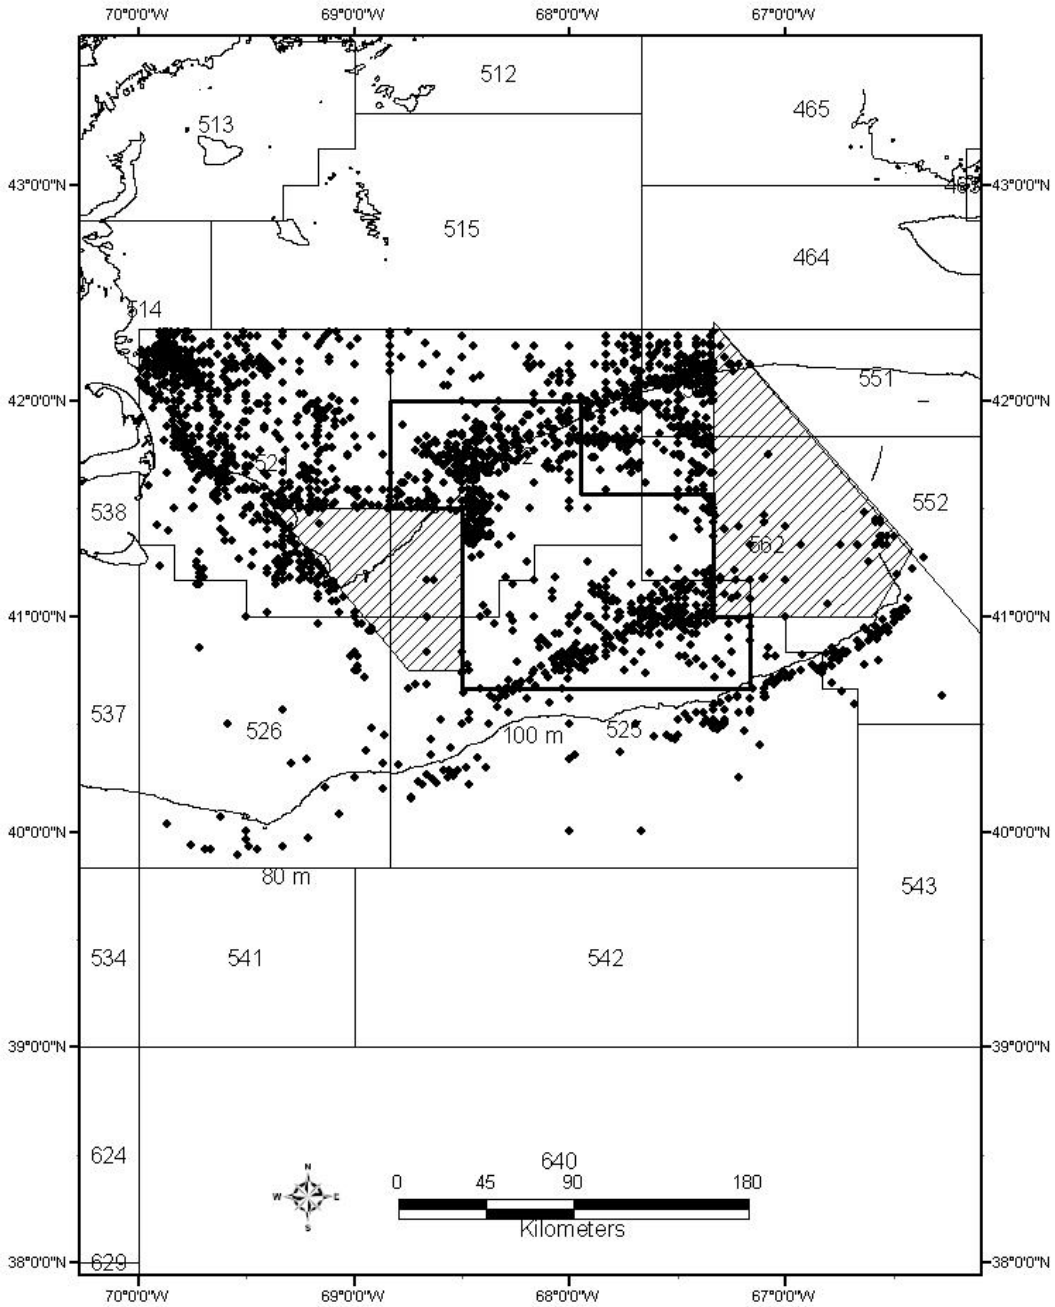 70°0'0"W 69°0'0"W 68°0'0"W 67°0'0"W
512
465
513
43°0'0"N 43°0'0"N
515
464
514
551
42°0'0"N 42°0'0"N
552
538
562
41°0'0"N 41°0'0"N
537
526 100 m 525
40°0'0"N 40°0'0"N
80 m 543
534 541 542
39°0'0"N 39°0'0"N
624 640
N
0 45 90 180
W E
S
Kilometers
629
38°0'0"N 38°0'0"N
70°0'0"W 69°0'0"W 68°0'0"W 67°0'0"W